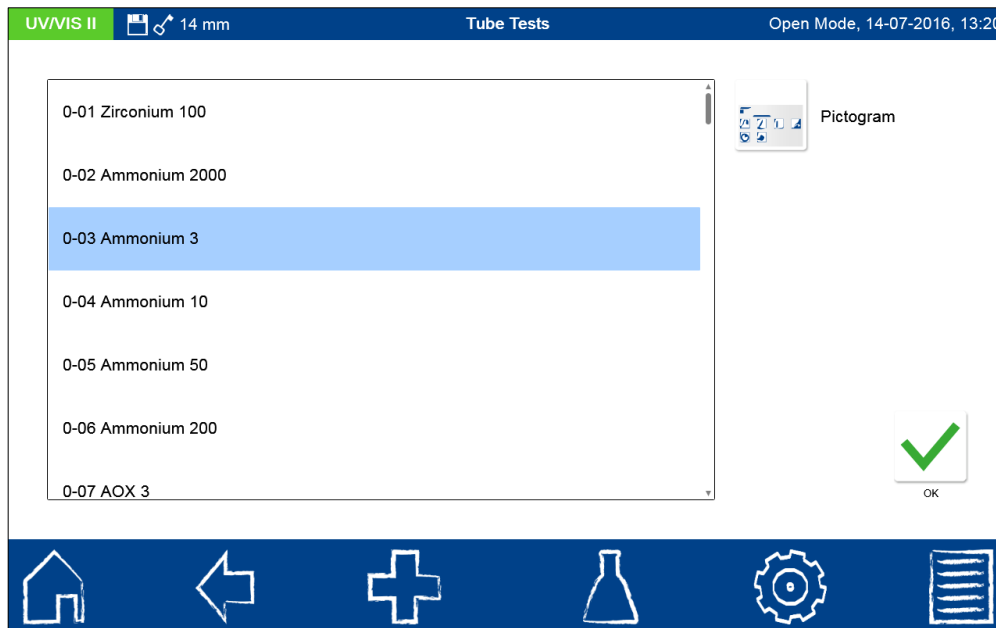 UV/VIS II 14 mm Tube Tests Open Mode, 14-07-2016, 13:20
0-01 Zirconium 100
Pictogram
0-02 Ammonium 2000
0-03 Ammonium 3
0-04 Ammonium 10
0-05 Ammonium 50
0-06 Ammonium 200
0-07 AOX 3
OK